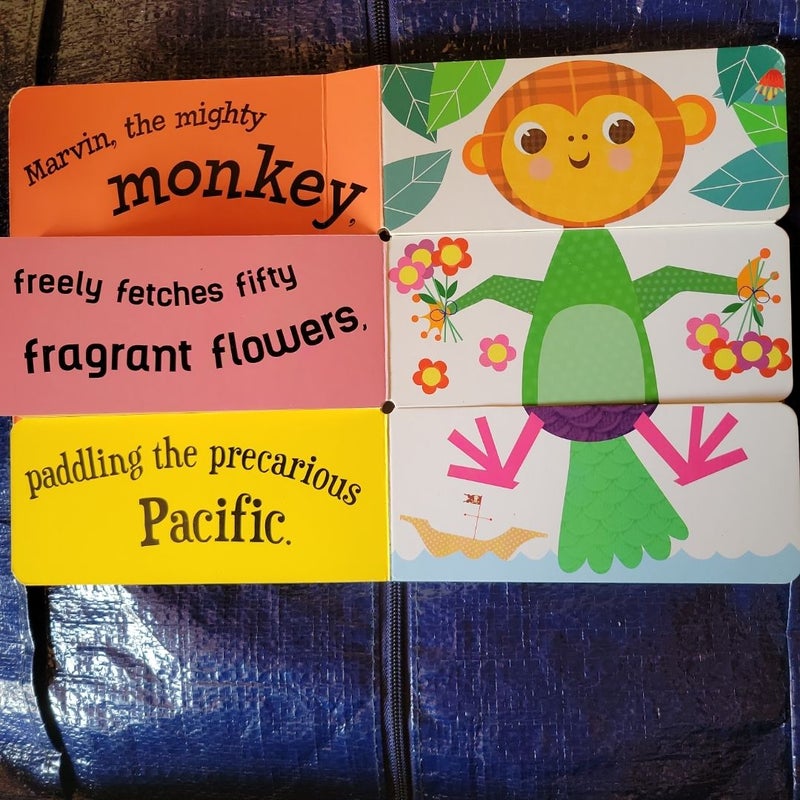 Marvin, the mighty
monkey,
freely fetches fifty
fragrant flowers,
paddling the precarious
Pacific.